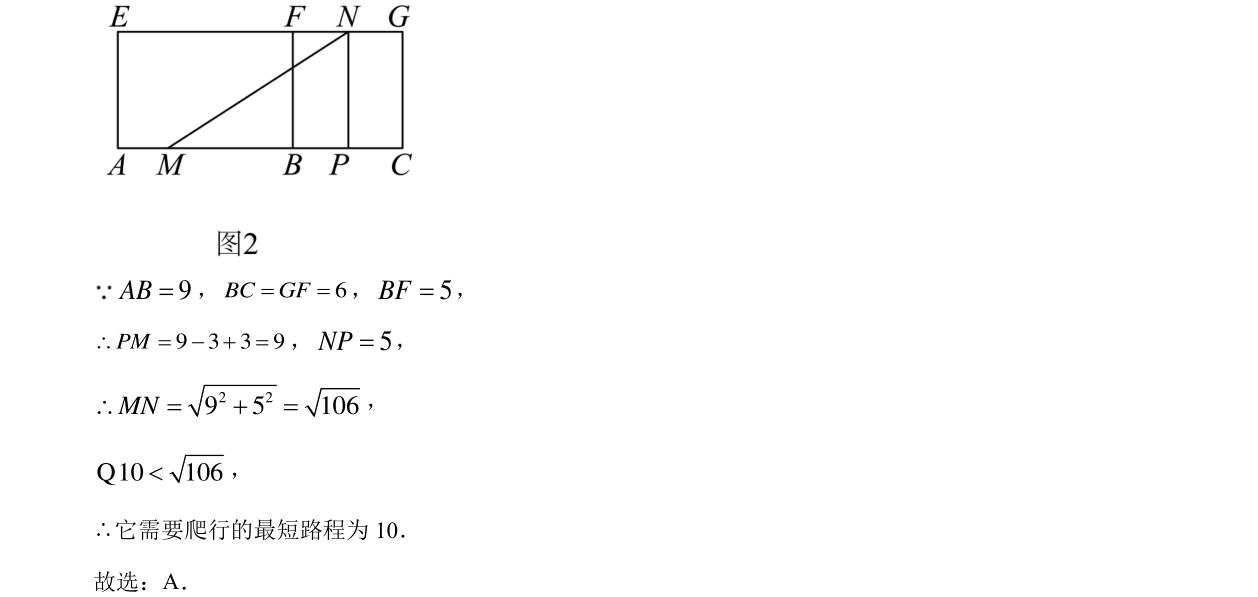 E F N G
A M B P C
图2
∵AB=9，BC=GF=6，BF=5，
∴PM=9−3+3=9，NP=5，
∴MN=√(9²+5²)=√106，
Q10<√106，
∴它需要爬行的最短路程为 10．
故选：A．